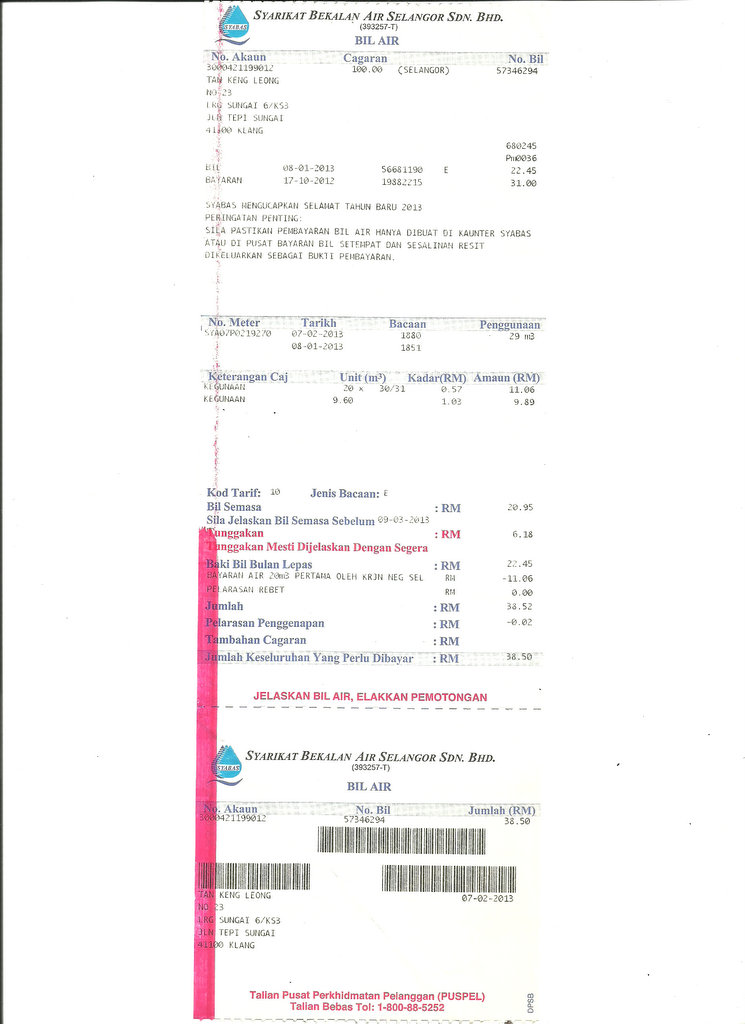 SYARIKAT BEKALAN AIR SELANGOR SDN. BHD.
(393257-T)
SYABAS
BIL AIR
No. Akaun Cagaran No. Bil
3000421199012 100.00 (SELANGOR) 57346294
TAN KENG LEONG
NO 23
LRG SUNGAI 6/KS3
JLN TEPI SUNGAI
41100 KLANG
680245
Pm0036
BIL 08-01-2013 56681190 E 22.45
BAYARAN 17-10-2012 19882215 31.00
SYABAS MENGUCAPKAN SELAMAT TAHUN BARU 2013
PERINGATAN PENTING:
SILA PASTIKAN PEMBAYARAN BIL AIR HANYA DIBUAT DI KAUNTER SYABAS
ATAU DI PUSAT BAYARAN BIL SETEMPAT DAN SESALINAN RESIT
DIKELUARKAN SEBAGAI BUKTI PEMBAYARAN.
No. Meter Tarikh Bacaan Penggunaan
SYA07P0219270 07-02-2013 1880 29 m3
08-01-2013 1851
Keterangan Caj Unit (m³) Kadar(RM) Amaun (RM)
KEGUNAAN 20 x 30/31 0.57 11.06
KEGUNAAN 9.60 1.03 9.89
Kod Tarif: 10 Jenis Bacaan: E
Bil Semasa : RM 20.95
Sila Jelaskan Bil Semasa Sebelum 09-03-2013
Tunggakan : RM 6.18
Tunggakan Mesti Dijelaskan Dengan Segera
Baki Bil Bulan Lepas : RM 22.45
BAYARAN AIR 20m3 PERTAMA OLEH KRJN NEG SEL RM -11.06
PELARASAN REBET RM 0.00
Jumlah : RM 38.52
Pelarasan Penggenapan : RM -0.02
Tambahan Cagaran : RM
Jumlah Keseluruhan Yang Perlu Dibayar : RM 38.50
JELASKAN BIL AIR, ELAKKAN PEMOTONGAN
SYARIKAT BEKALAN AIR SELANGOR SDN. BHD.
(393257-T)
SYABAS
BIL AIR
No. Akaun No. Bil Jumlah (RM)
3000421199012 57346294 38.50
TAN KENG LEONG 07-02-2013
NO 23
LRG SUNGAI 6/KS3
JLN TEPI SUNGAI
41100 KLANG
Talian Pusat Perkhidmatan Pelanggan (PUSPEL)
Talian Bebas Tol: 1-800-88-5252
DPSB